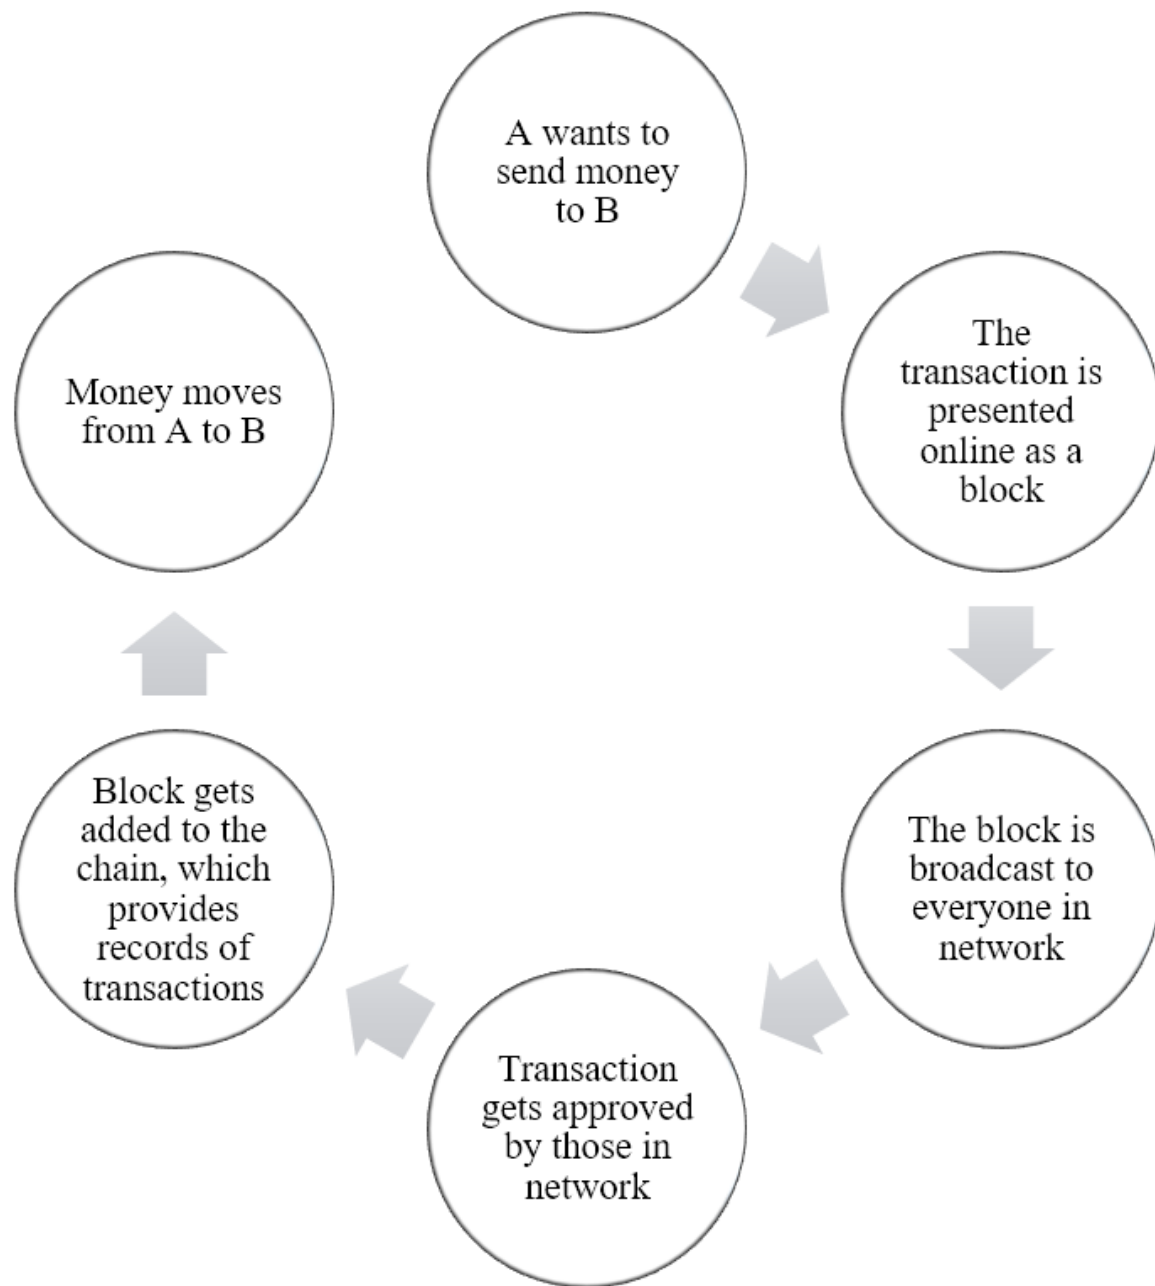 A wants to
send money
to B
The
transaction is
presented
online as a
block
The block is
broadcast to
everyone in
network
Transaction
gets approved
by those in
network
Block gets
added to the
chain, which
provides
records of
transactions
Money moves
from A to B